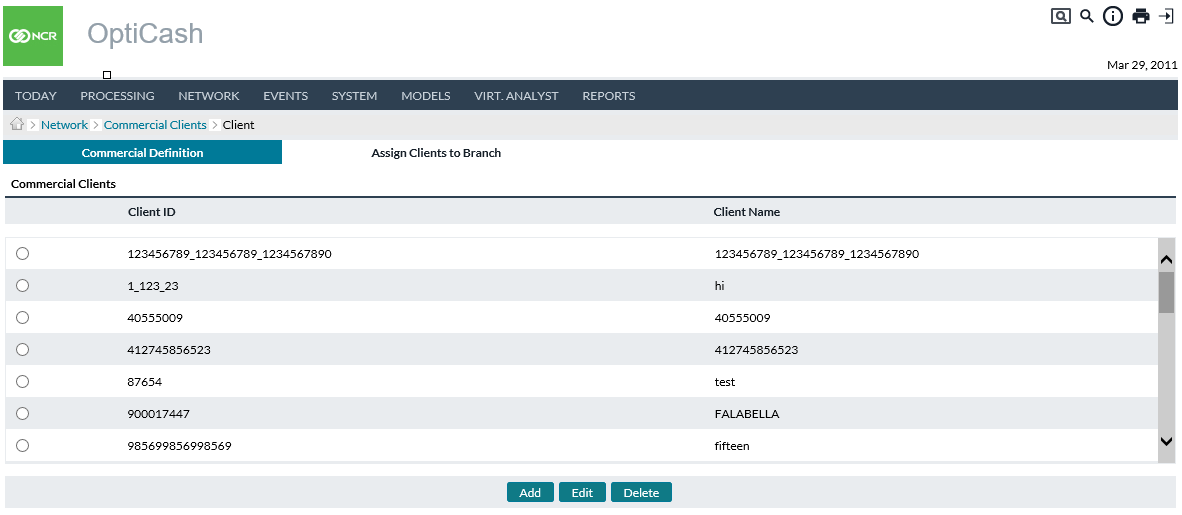 NCR
OptiCash
Mar 29, 2011
TODAY PROCESSING NETWORK EVENTS SYSTEM MODELS VIRT. ANALYST REPORTS
> Network > Commercial Clients > Client
Commercial Definition Assign Clients to Branch
Commercial Clients
Client ID Client Name
123456789_123456789_1234567890 123456789_123456789_1234567890
1_123_23 hi
40555009 40555009
412745856523 412745856523
87654 test
900017447 FALABELLA
985699856998569 fifteen
Add Edit Delete